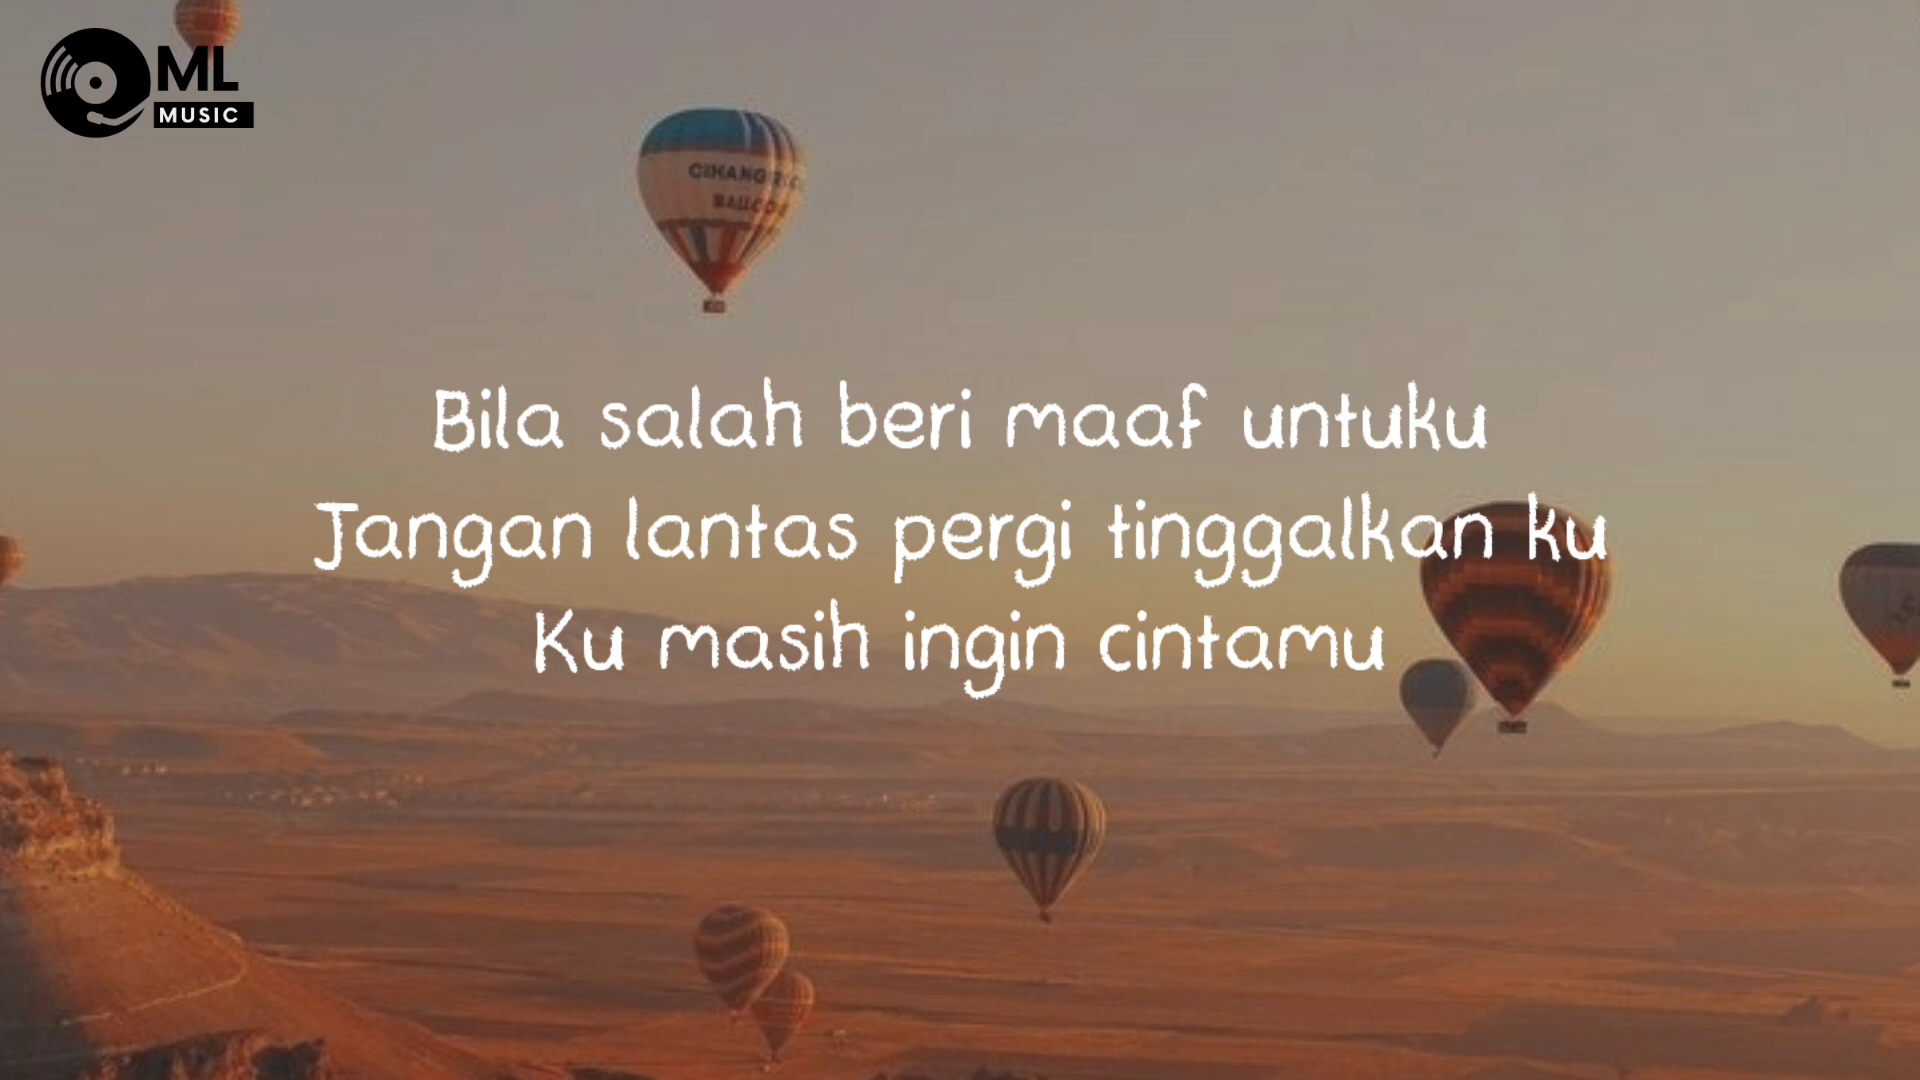 ML
MUSIC
Bila salah beri maaf untuku
Jangan lantas pergi tinggalkan ku
Ku masih ingin cintamu